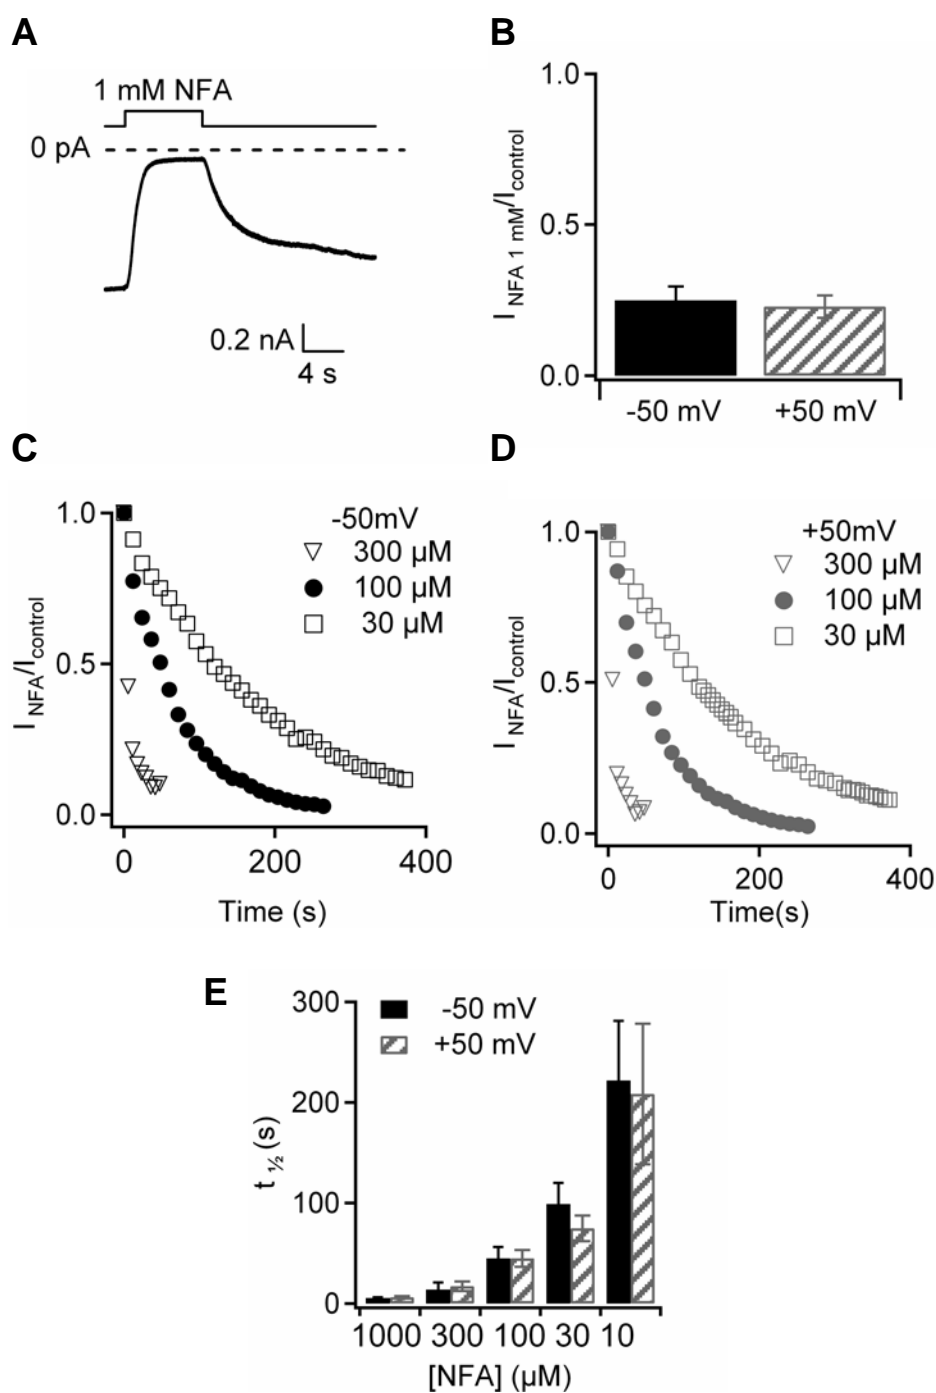 A
1 mM NFA
0 pA
0.2 nA
4 s
B
I NFA 1 mM/Icontrol
1.0
0.5
0.0
-50 mV
+50 mV
C
I NFA/Icontrol
1.0
0.5
0.0
-50mV
300 µM
100 µM
30 µM
0 200 400
Time (s)
D
I NFA/Icontrol
1.0
0.5
0.0
+50mV
300 µM
100 µM
30 µM
0 200 400
Time(s)
E
t ½ (s)
300
200
100
0
-50 mV
+50 mV
1000 300 100 30 10
[NFA] (µM)